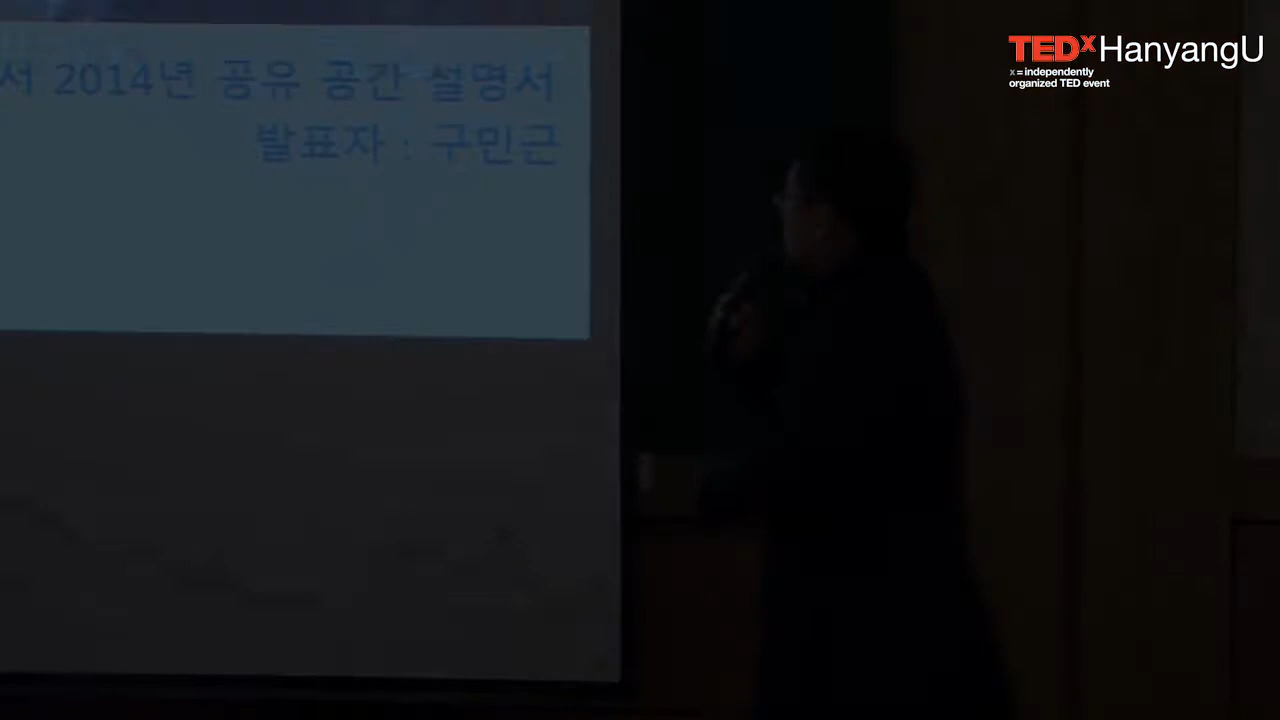 TEDxHanyangU
x = independently
organized TED event
서 2014년 공유 공간 설명서
발표자 : 구민근